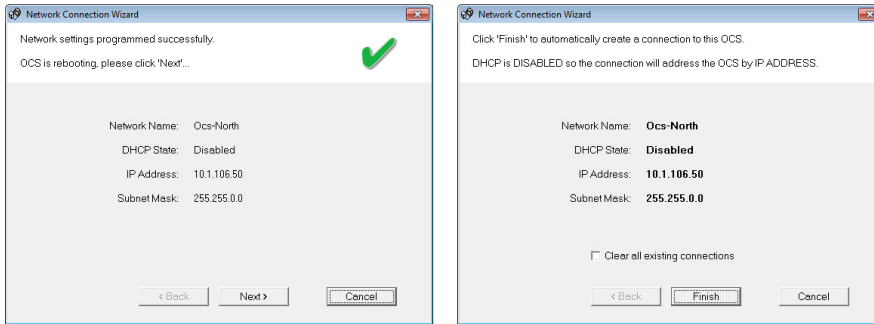 Network Connection Wizard
Network settings programmed successfully.
OCS is rebooting, please click 'Next'...
Network Name: Ocs-North
DHCP State: Disabled
IP Address: 10.1.106.50
Subnet Mask: 255.255.0.0
< Back Next > Cancel
Network Connection Wizard
Click 'Finish' to automatically create a connection to this OCS.
DHCP is DISABLED so the connection will address the OCS by IP ADDRESS.
Network Name: Ocs-North
DHCP State: Disabled
IP Address: 10.1.106.50
Subnet Mask: 255.255.0.0
Clear all existing connections
< Back Finish Cancel